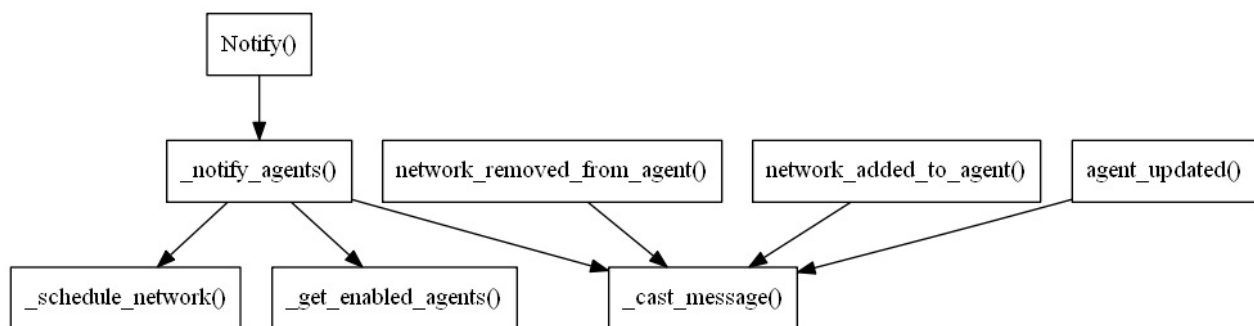 Notify()
_notify_agents()
network_removed_from_agent()
network_added_to_agent()
agent_updated()
_schedule_network()
_get_enabled_agents()
_cast_message()